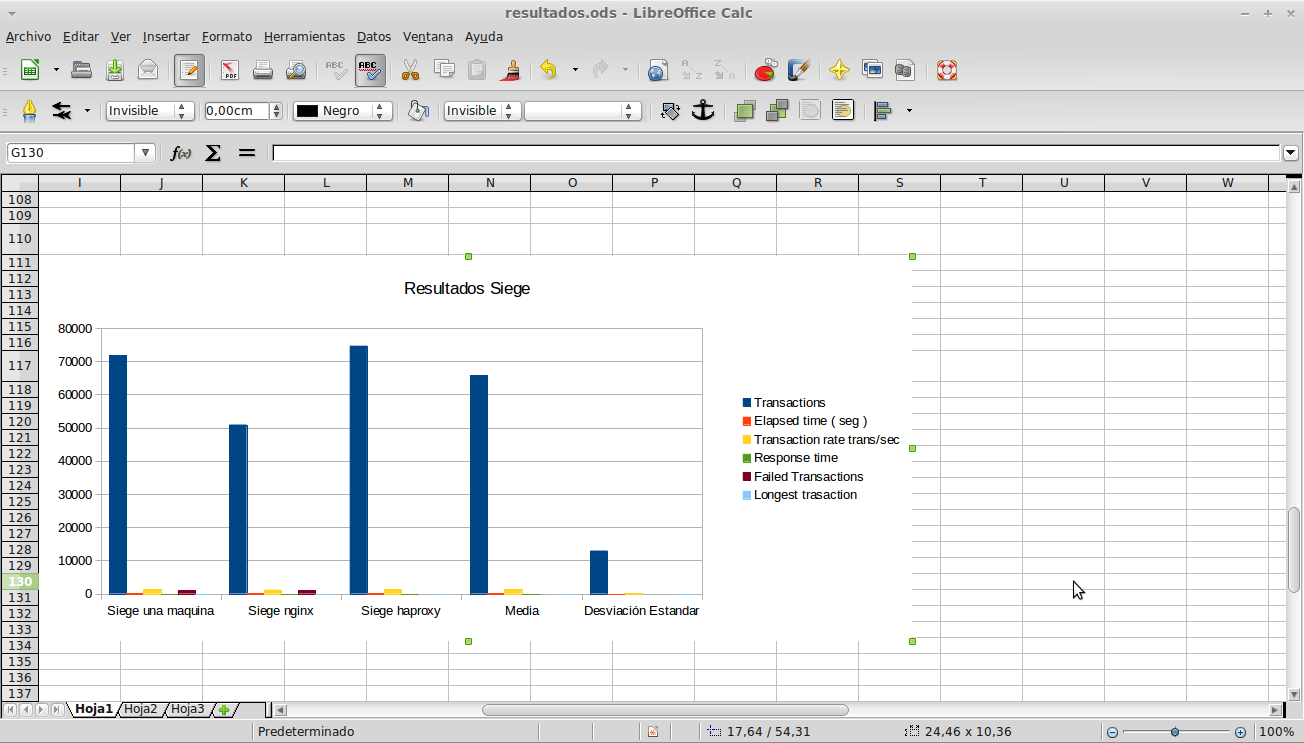 resultados.ods - LibreOffice Calc
Archivo Editar Ver Insertar Formato Herramientas Datos Ventana Ayuda
PDF ABC ABC A Z Z A
Invisible 0,00cm Negro Invisible
G130 f(x) Σ =
I J K L M N O P Q R S T U V W
108
109
110
111
112
113
114
115
116
117
118
119
120
121
122
123
124
125
126
127
128
129
130
131
132
133
134
135
136
137
Resultados Siege
80000
70000
60000
50000
40000
30000
20000
10000
0
Siege una maquina Siege nginx Siege haproxy Media Desviación Estandar
Transactions
Elapsed time ( seg )
Transaction rate trans/sec
Response time
Failed Transactions
Longest trasaction
Hoja1 Hoja2 Hoja3
Predeterminado 17,64 / 54,31 24,46 x 10,36 100%